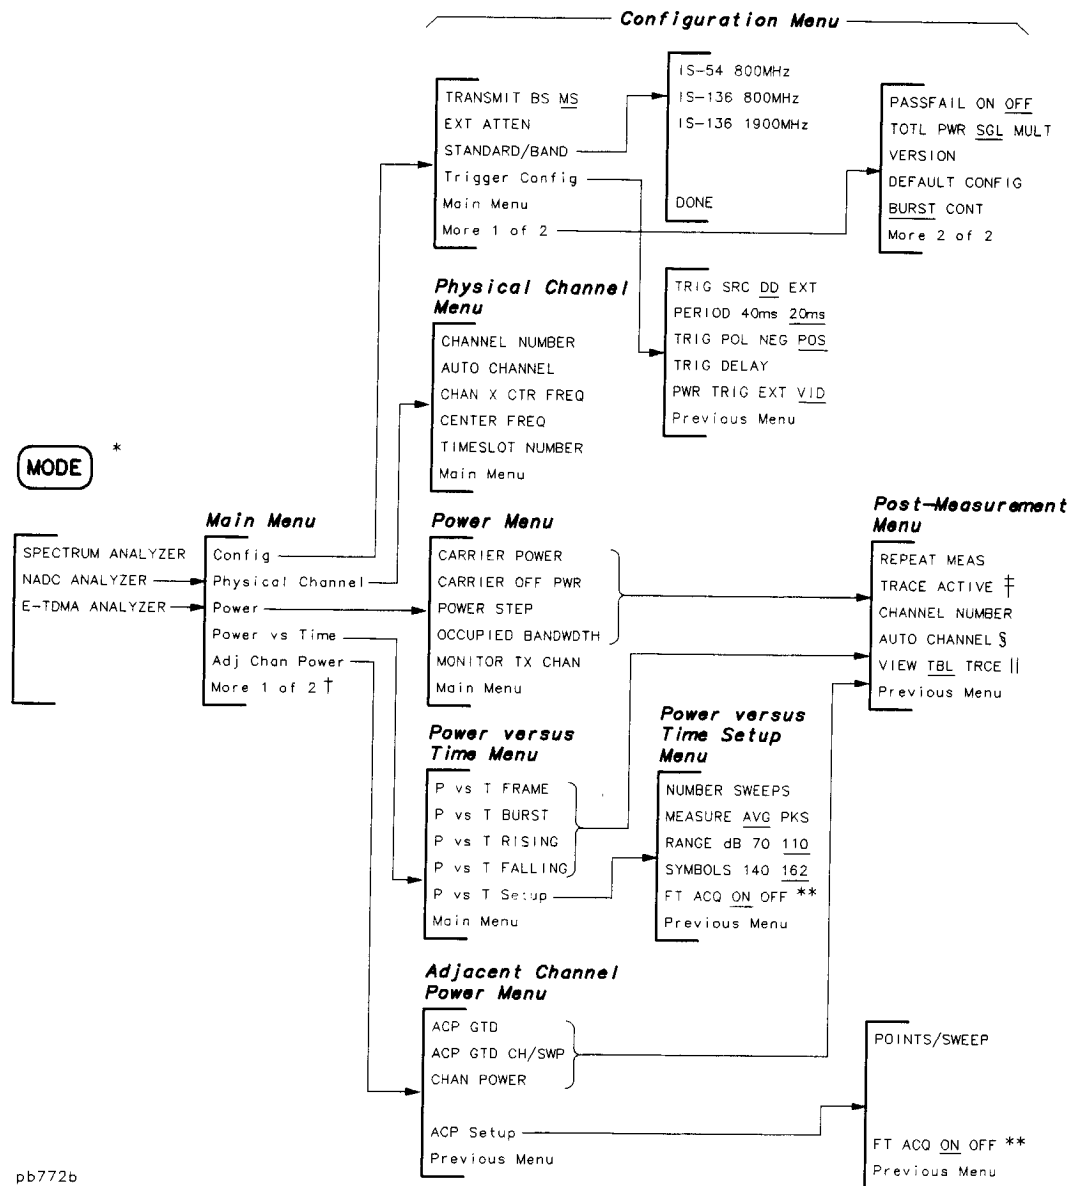 Configuration Menu
TRANSMIT BS MS
EXT ATTEN
STANDARD/BAND
Trigger Config
Main Menu
More 1 of 2
IS-54 800MHz
IS-136 800MHz
IS-136 1900MHz
DONE
PASSFAIL ON OFF
TOTL PWR SGL MULT
VERSION
DEFAULT CONFIG
BURST CONT
More 2 of 2
TRIG SRC DD EXT
PERIOD 40ms 20ms
TRIG POL NEG POS
TRIG DELAY
PWR TRIG EXT VID
Previous Menu
Physical Channel
Menu
CHANNEL NUMBER
AUTO CHANNEL
CHAN X CTR FREQ
CENTER FREQ
TIMESLOT NUMBER
Main Menu
MODE *
SPECTRUM ANALYZER
NADC ANALYZER
E-TDMA ANALYZER
Main Menu
Config
Physical Channel
Power
Power vs Time
Adj Chan Power
More 1 of 2 †
Power Menu
CARRIER POWER
CARRIER OFF PWR
POWER STEP
OCCUPIED BANDWDTH
MONITOR TX CHAN
Main Menu
Post-Measurement
Menu
REPEAT MEAS
TRACE ACTIVE ‡
CHANNEL NUMBER
AUTO CHANNEL §
VIEW TBL TRCE ||
Previous Menu
Power versus
Time Menu
P vs T FRAME
P vs T BURST
P vs T RISING
P vs T FALLING
P vs T Setup
Main Menu
Power versus
Time Setup
Menu
NUMBER SWEEPS
MEASURE AVG PKS
RANGE dB 70 110
SYMBOLS 140 162
FT ACQ ON OFF **
Previous Menu
Adjacent Channel
Power Menu
ACP GTD
ACP GTD CH/SWP
CHAN POWER
ACP Setup
Previous Menu
POINTS/SWEEP
FT ACQ ON OFF **
Previous Menu
pb772b